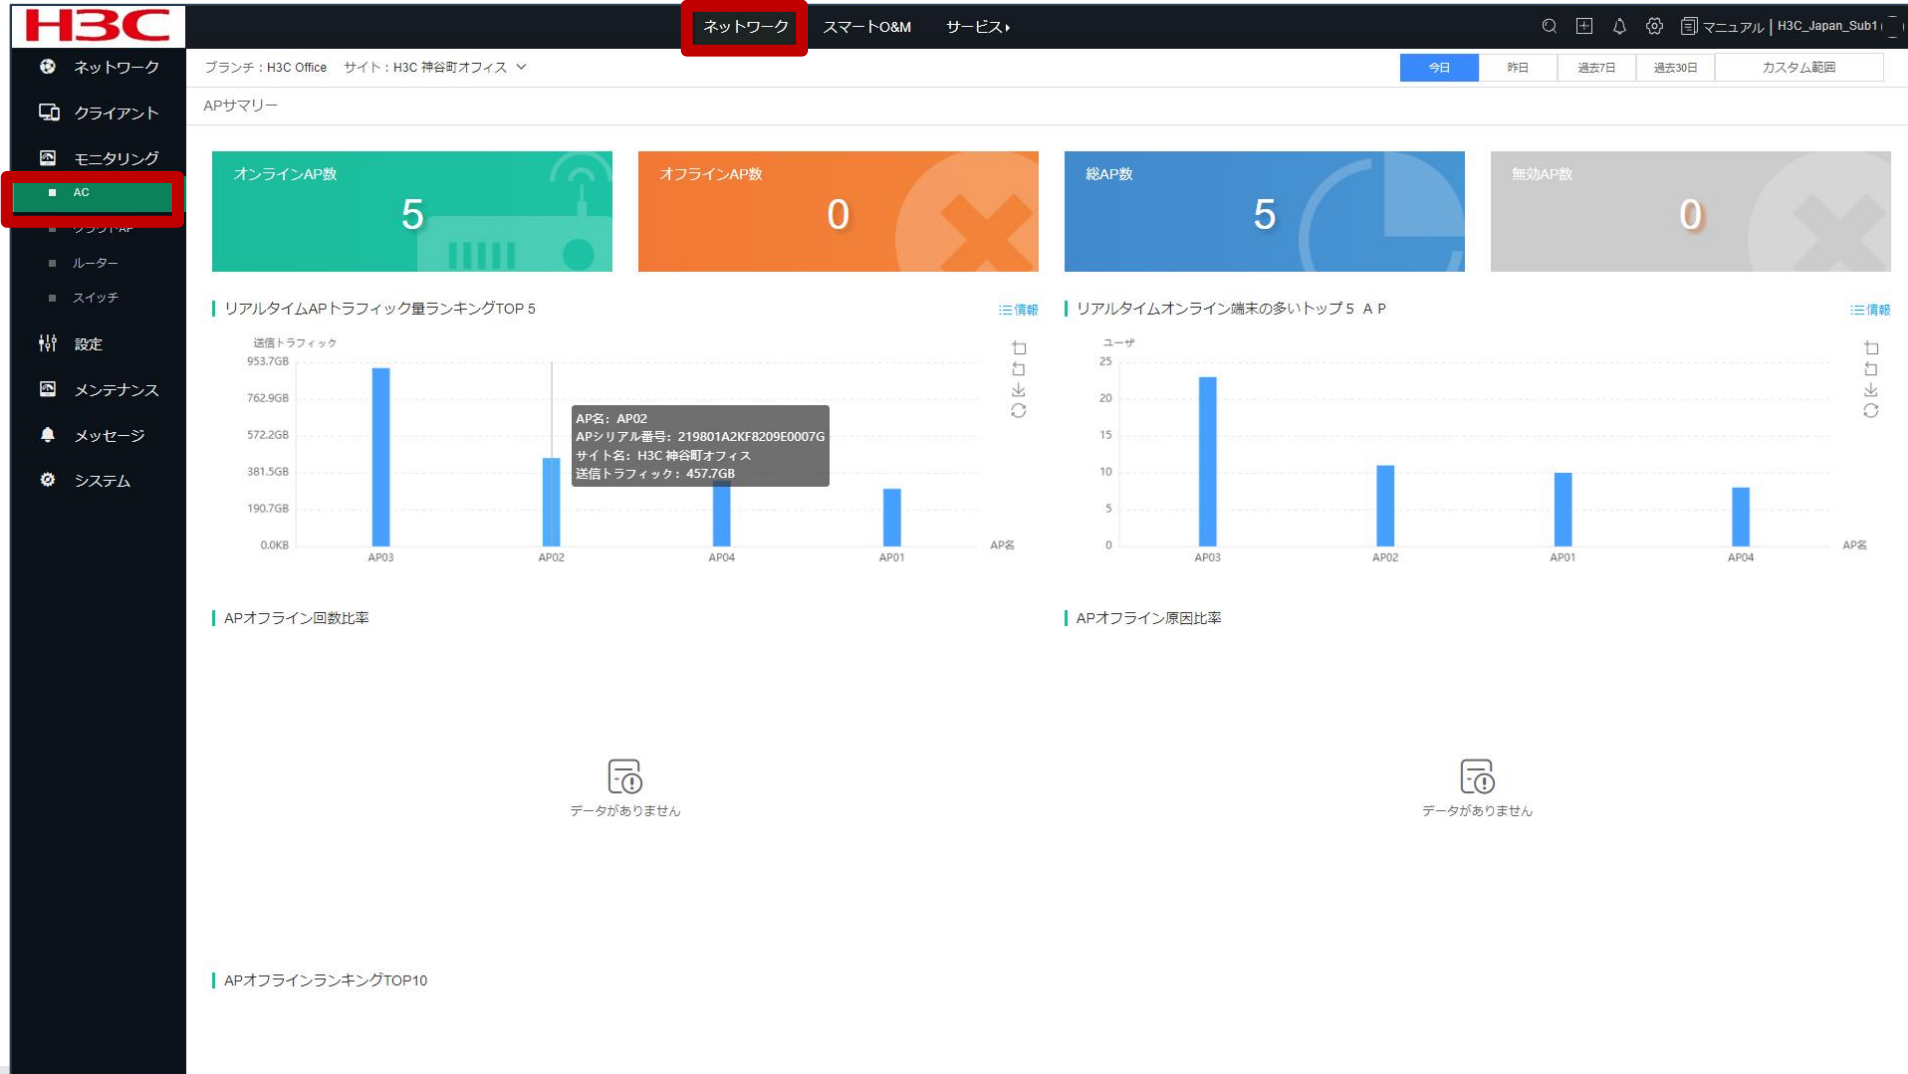 H3C
ネットワーク スマートO&M サービス
マニュアル | H3C_Japan_Sub1
ネットワーク
クライアント
モニタリング
AC
クラウドAP
ルーター
スイッチ
設定
メンテナンス
メッセージ
システム
ブランチ : H3C Office サイト : H3C 神谷町オフィス
今日 昨日 過去7日 過去30日 カスタム範囲
APサマリー
オンラインAP数
5
オフラインAP数
0
総AP数
5
無効AP数
0
リアルタイムAPトラフィック量ランキングTOP 5
情報
送信トラフィック
953.7GB
762.9GB
572.2GB
381.5GB
190.7GB
0.0KB
AP名: AP02
APシリアル番号: 219801A2KF8209E0007G
サイト名: H3C 神谷町オフィス
送信トラフィック: 457.7GB
AP03 AP02 AP04 AP01
AP名
リアルタイムオンライン端末の多いトップ5 AP
情報
ユーザ
25
20
15
10
5
0
AP03 AP02 AP01 AP04
AP名
APオフライン回数比率
データがありません
APオフライン原因比率
データがありません
APオフラインランキングTOP10